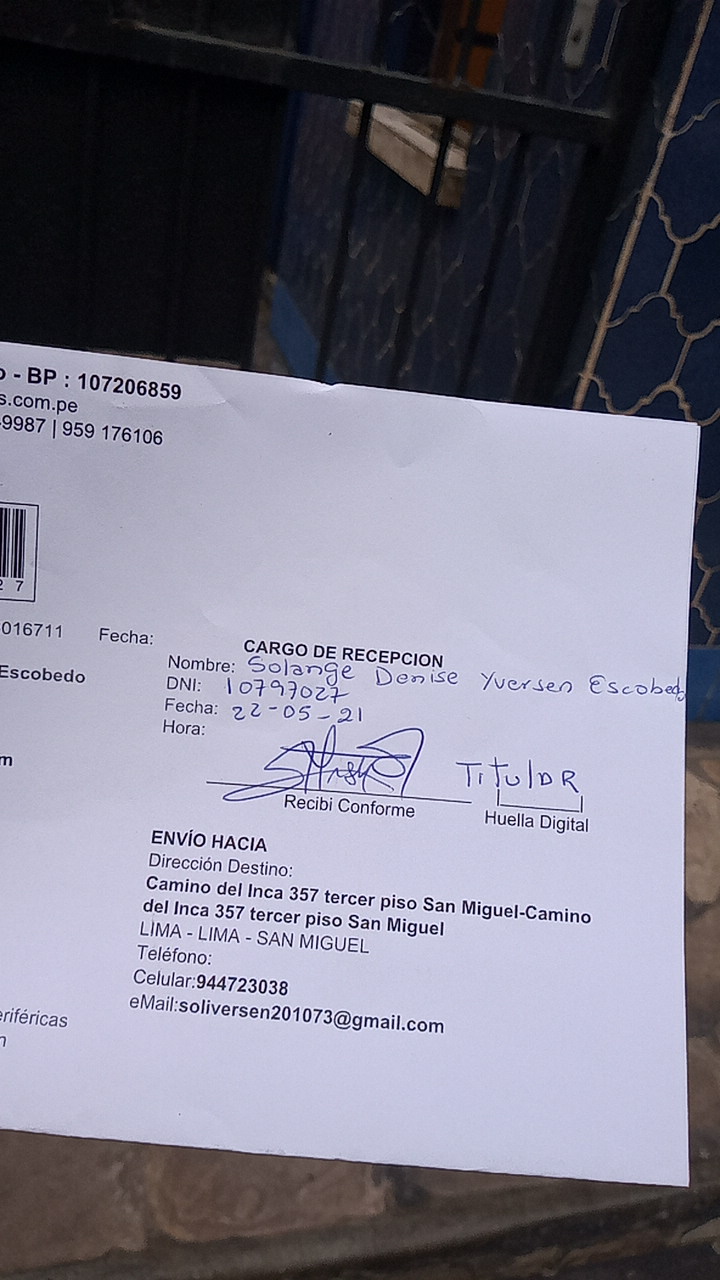 o - BP : 107206859
s.com.pe
-9987 | 959 176106
2 7
016711 Fecha:
Escobedo
m
CARGO DE RECEPCION
Nombre: Solange Denise Yversen Escobedo
DNI: 10797027
Fecha: 22-05-21
Hora:
TituLDR
Recibi Conforme
Huella Digital
ENVÍO HACIA
Dirección Destino:
Camino del Inca 357 tercer piso San Miguel-Camino
del Inca 357 tercer piso San Miguel
LIMA - LIMA - SAN MIGUEL
Teléfono:
Celular:944723038
eMail:soliversen201073@gmail.com
eriféricas
n